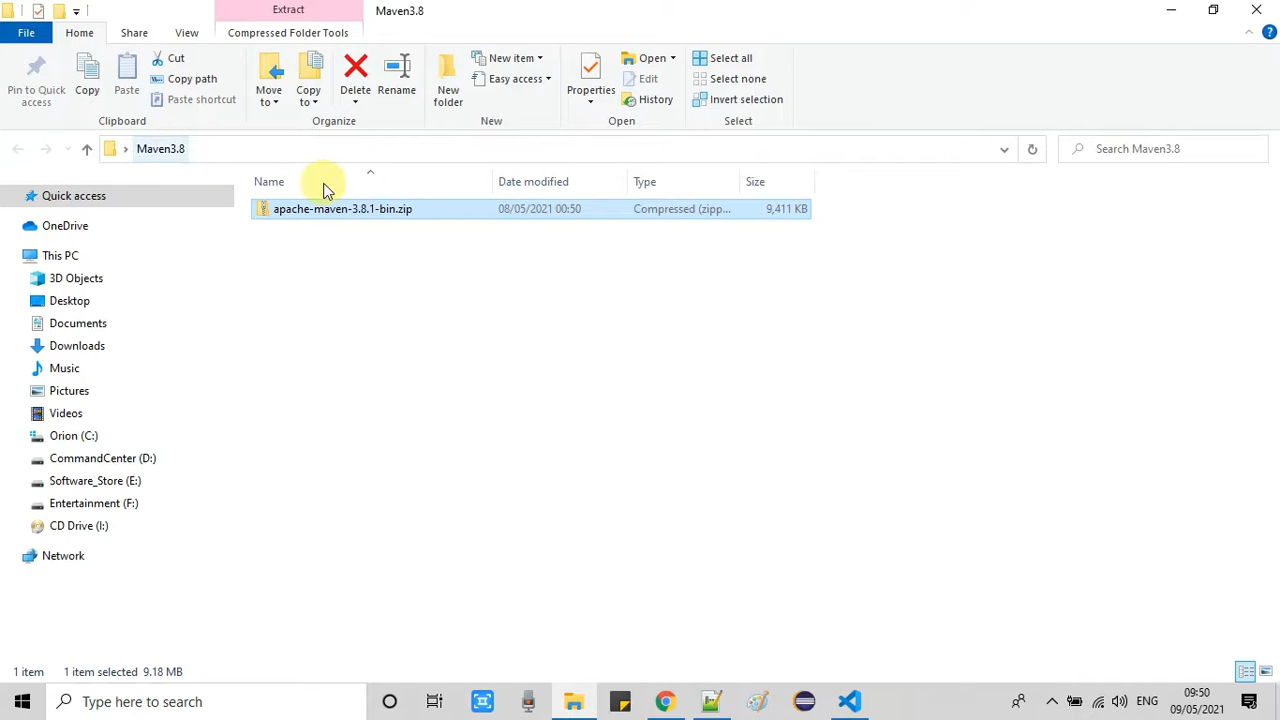 Extract
Maven3.8
File
Home
Share
View
Compressed Folder Tools
Pin to Quick access
Copy
Paste
Cut
Copy path
Paste shortcut
Clipboard
Move to
Copy to
Delete
Rename
Organize
New folder
New item
Easy access
New
Properties
Open
Edit
History
Open
Select all
Select none
Invert selection
Select
Maven3.8
Search Maven3.8
Name
Date modified
Type
Size
apache-maven-3.8.1-bin.zip
08/05/2021 00:50
Compressed (zipp...
9,411 KB
Quick access
OneDrive
This PC
3D Objects
Desktop
Documents
Downloads
Music
Pictures
Videos
Orion (C:)
CommandCenter (D:)
Software_Store (E:)
Entertainment (F:)
CD Drive (I:)
Network
1 item
1 item selected 9.18 MB
Type here to search
ENG
09:50
09/05/2021